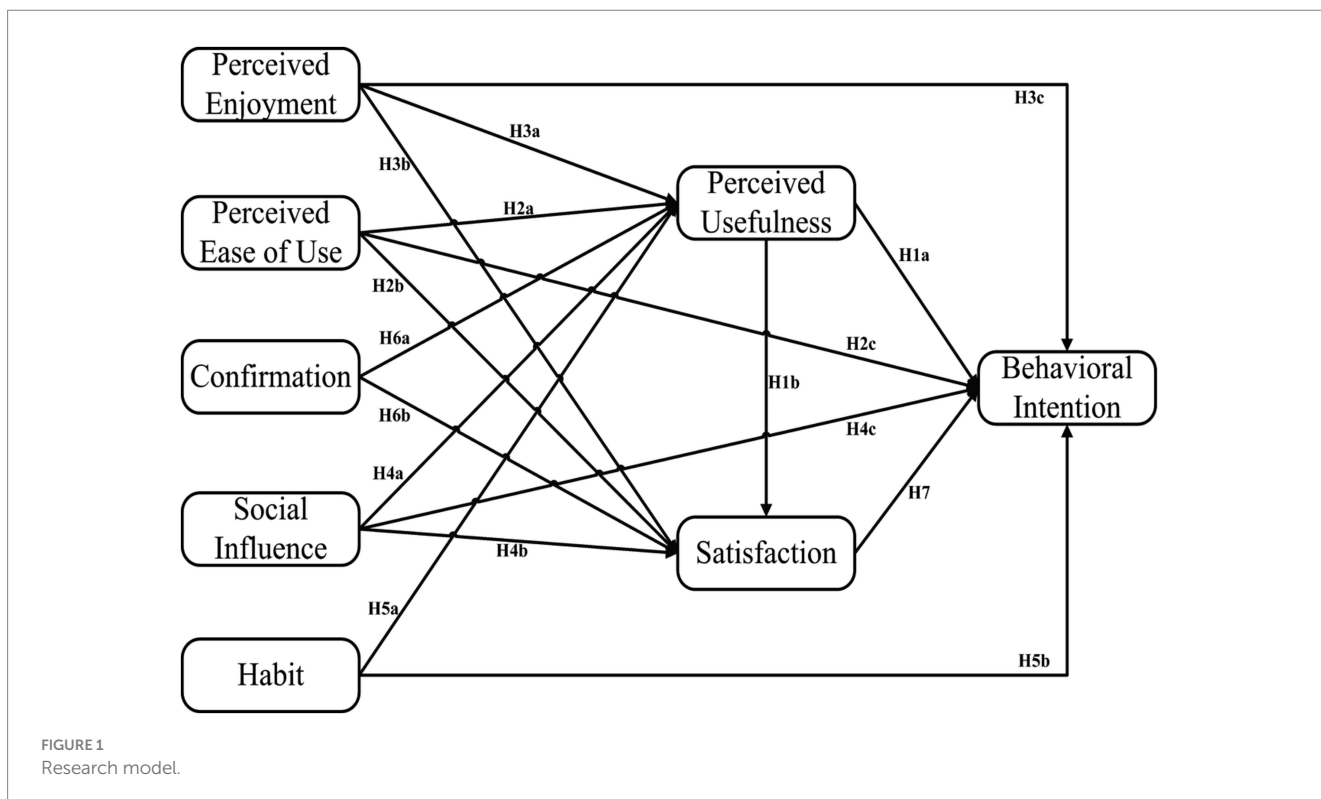 Perceived
Enjoyment
H3c
H3a
H3b
Perceived
Usefulness
Perceived
Ease of Use
H2a
H2b
H1a
H6a
H2c
Confirmation
H1b
Behavioral
Intention
H6b
H4c
H4a
H7
Social
Influence
H4b
Satisfaction
H5a
Habit
H5b
FIGURE 1
Research model.